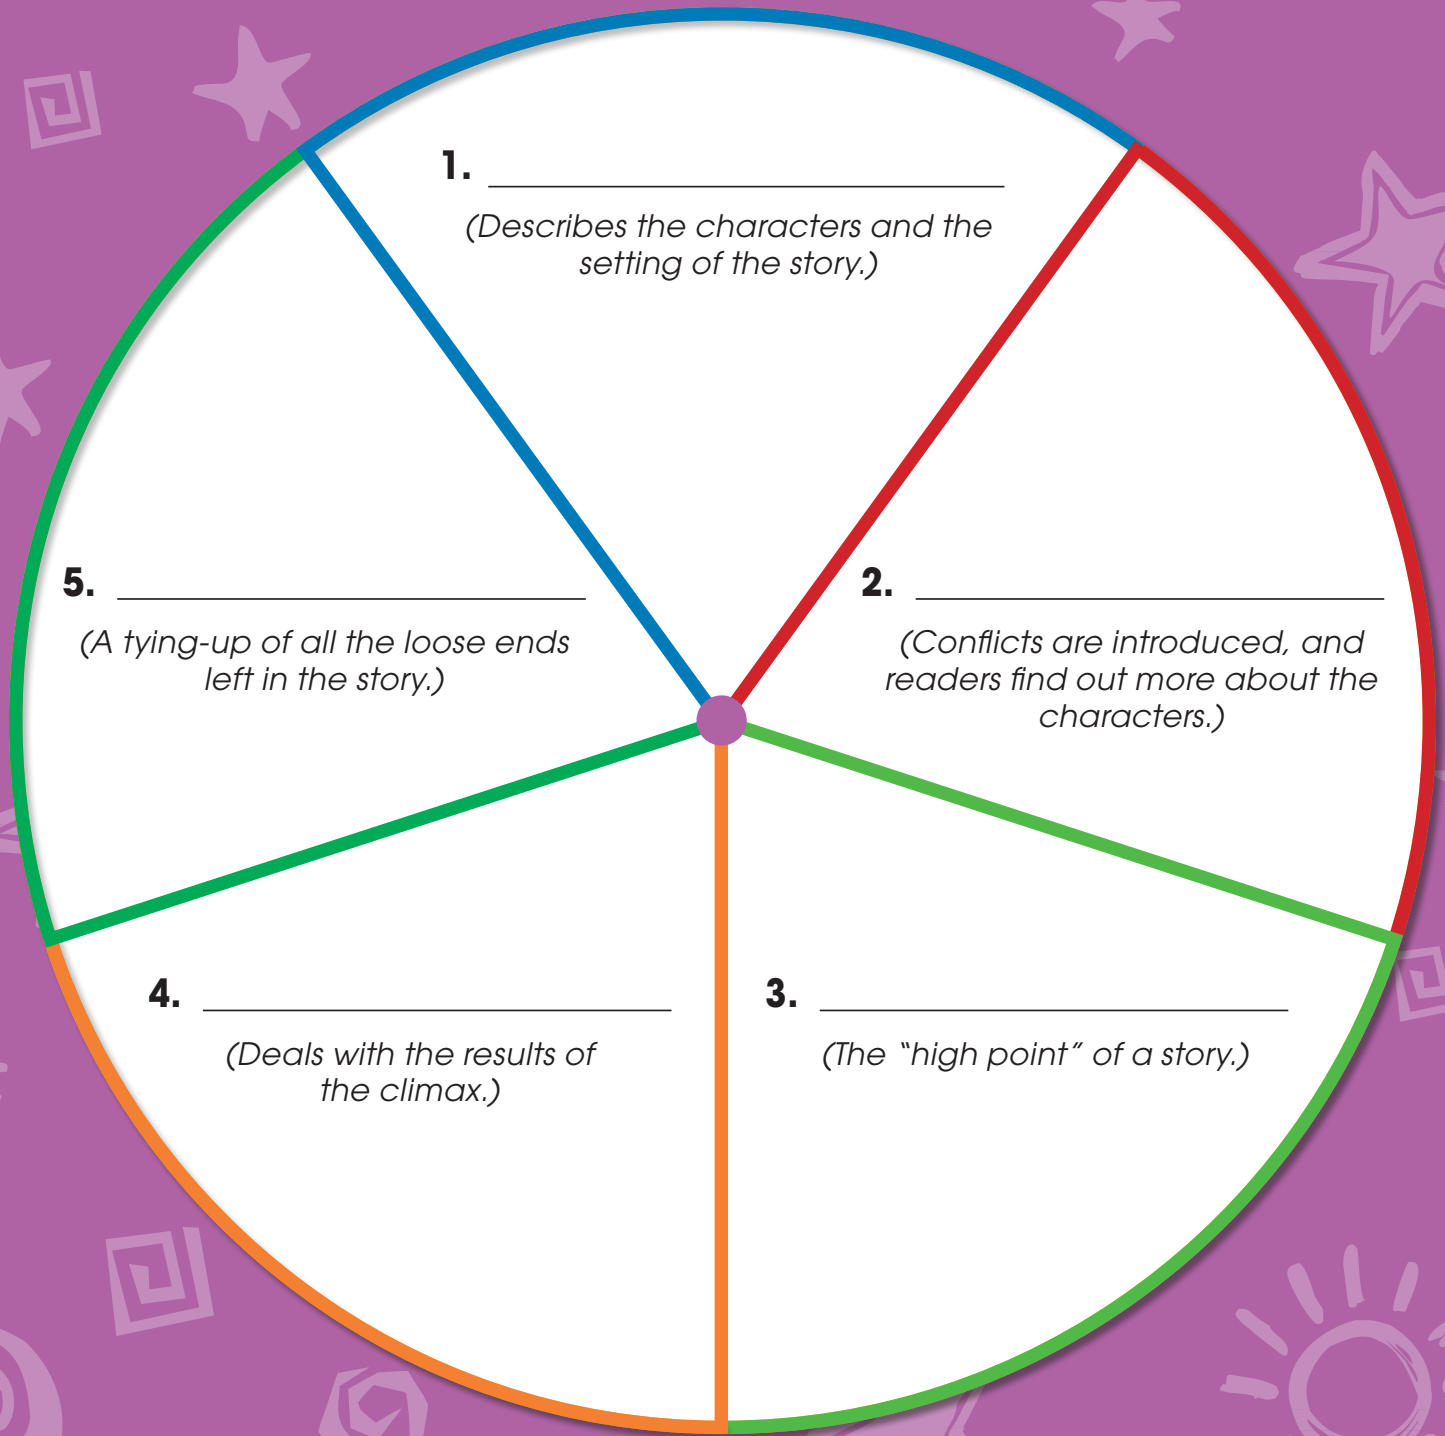 1. 
(Describes the characters and the
setting of the story.)
2. 
(Conflicts are introduced, and
readers find out more about the
characters.)
3. 
(The “high point” of a story.)
4. 
(Deals with the results of
the climax.)
5. 
(A tying-up of all the loose ends
left in the story.)